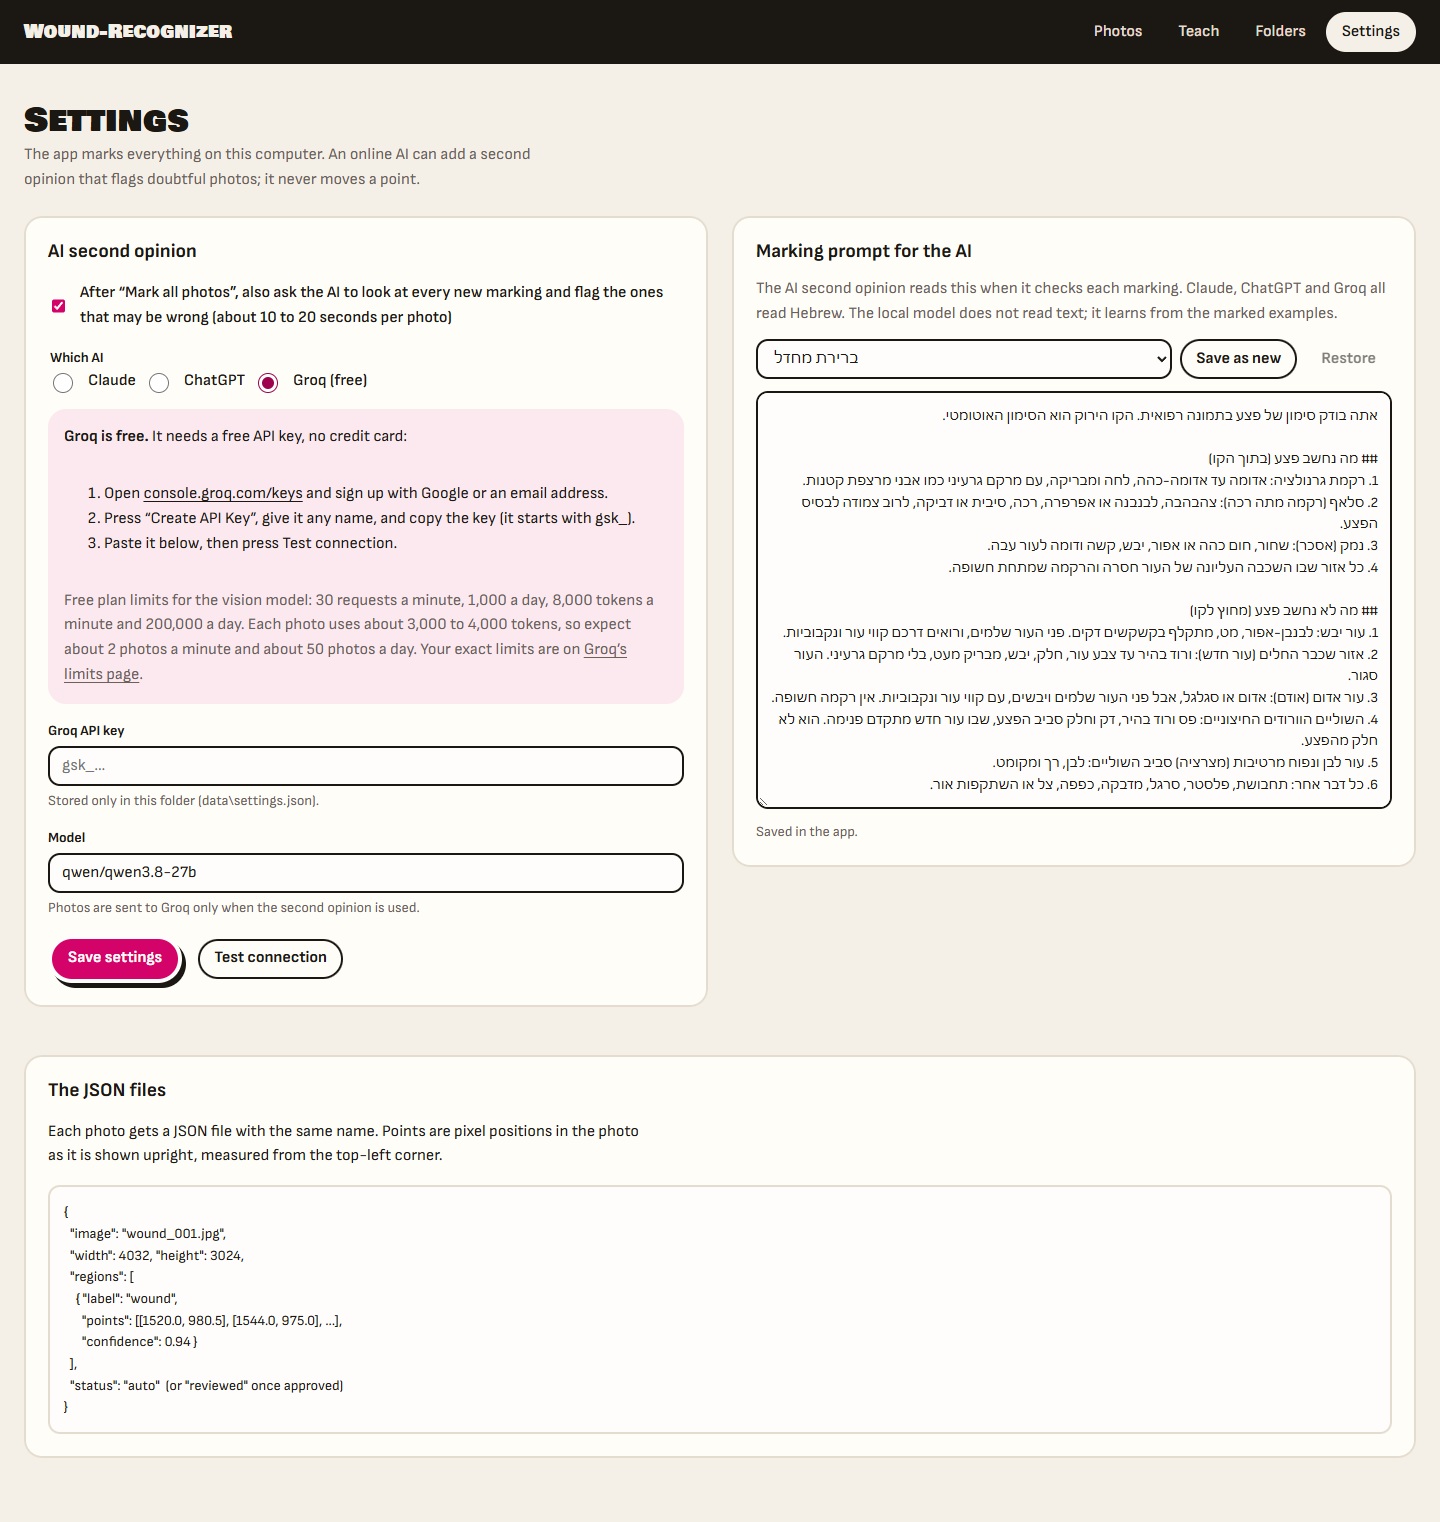 Wound-Recognizer
Photos
Teach
Folders
Settings
Settings
The app marks everything on this computer. An online AI can add a second
opinion that flags doubtful photos; it never moves a point.
AI second opinion
After “Mark all photos”, also ask the AI to look at every new marking and flag the ones
that may be wrong (about 10 to 20 seconds per photo)
Which AI
Claude
ChatGPT
Groq (free)
Groq is free. It needs a free API key, no credit card:
1. Open console.groq.com/keys and sign up with Google or an email address.
2. Press “Create API Key”, give it any name, and copy the key (it starts with gsk_).
3. Paste it below, then press Test connection.
Free plan limits for the vision model: 30 requests a minute, 1,000 a day, 8,000 tokens a
minute and 200,000 a day. Each photo uses about 3,000 to 4,000 tokens, so expect
about 2 photos a minute and about 50 photos a day. Your exact limits are on Groq’s
limits page.
Groq API key
gsk_...
Stored only in this folder (data\settings.json).
Model
qwen/qwen3.8-27b
Photos are sent to Groq only when the second opinion is used.
Save settings
Test connection
Marking prompt for the AI
The AI second opinion reads this when it checks each marking. Claude, ChatGPT and Groq all
read Hebrew. The local model does not read text; it learns from the marked examples.
ברירת מחדל
Save as new
Restore
אתה בודק סימון של פצע בתמונה רפואית. הקו הירוק הוא הסימון האוטומטי.
## מה נחשב פצע (בתוך הקו)
1. רקמת גרנולציה: אדומה עד אדומה-כהה, לחה ומבריקה, עם מרקם גרעיני כמו אבני מרצפת קטנות.
2. סלאף (רקמה מתה רכה): צהבהבה, לבנבנה או אפרפרה, רכה, סיבית או דביקה, לרוב צמודה לבסיס
הפצע.
3. נמק (אסכר): שחור, חום כהה או אפור, יבש, קשה ודומה לעור עבה.
4. כל אזור שבו השכבה העליונה של העור חסרה והרקמה שמתחת חשופה.
## מה לא נחשב פצע (מחוץ לקו)
1. עור יבש: לבנבן-אפור, מט, מתקלף בקשקשים דקים. פני העור שלמים, ורואים דרכם קווי עור ונקבוביות.
2. אזור שכבר החלים (עור חדש): ורוד בהיר עד צבע עור, חלק, יבש, מבריק מעט, בלי מרקם גרעיני. העור
סגור.
3. עור אדום (אודם): אדום או סגלגל, אבל פני העור שלמים ויבשים, עם קווי עור ונקבוביות. אין רקמה חשופה.
4. השוליים הוורודים החיצוניים: פס ורוד בהיר, דק וחלק סביב הפצע, שבו עור חדש מתקדם פנימה. הוא לא
חלק מהפצע.
5. עור לבן ונפוח מרטיבות (מצרציה) סביב השוליים: לבן, רך ומקומט.
6. כל דבר אחר: תחבושת, פלסטר, סרגל, מדבקה, כפפה, צל או השתקפות אור.
Saved in the app.
The JSON files
Each photo gets a JSON file with the same name. Points are pixel positions in the photo
as it is shown upright, measured from the top-left corner.
{
"image": "wound_001.jpg",
"width": 4032, "height": 3024,
"regions": [
{ "label": "wound",
"points": [[1520.0, 980.5], [1544.0, 975.0], ...],
"confidence": 0.94 }
],
"status": "auto" (or "reviewed" once approved)
}